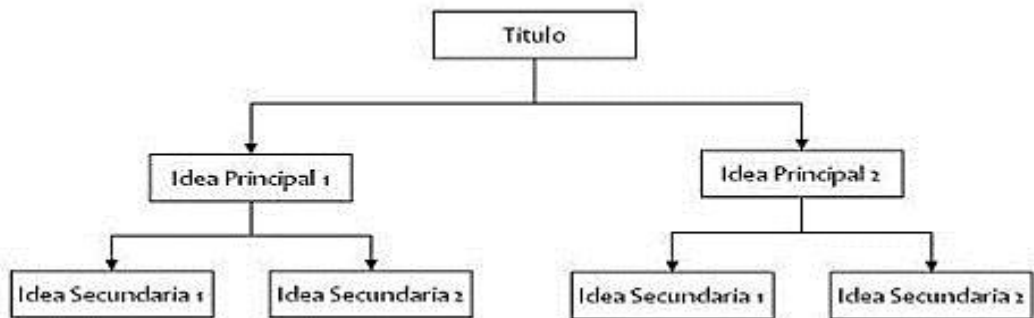 Titulo
Idea Principal 1
Idea Principal 2
Idea Secundaria 1
Idea Secundaria 2
Idea Secundaria 1
Idea Secundaria 2